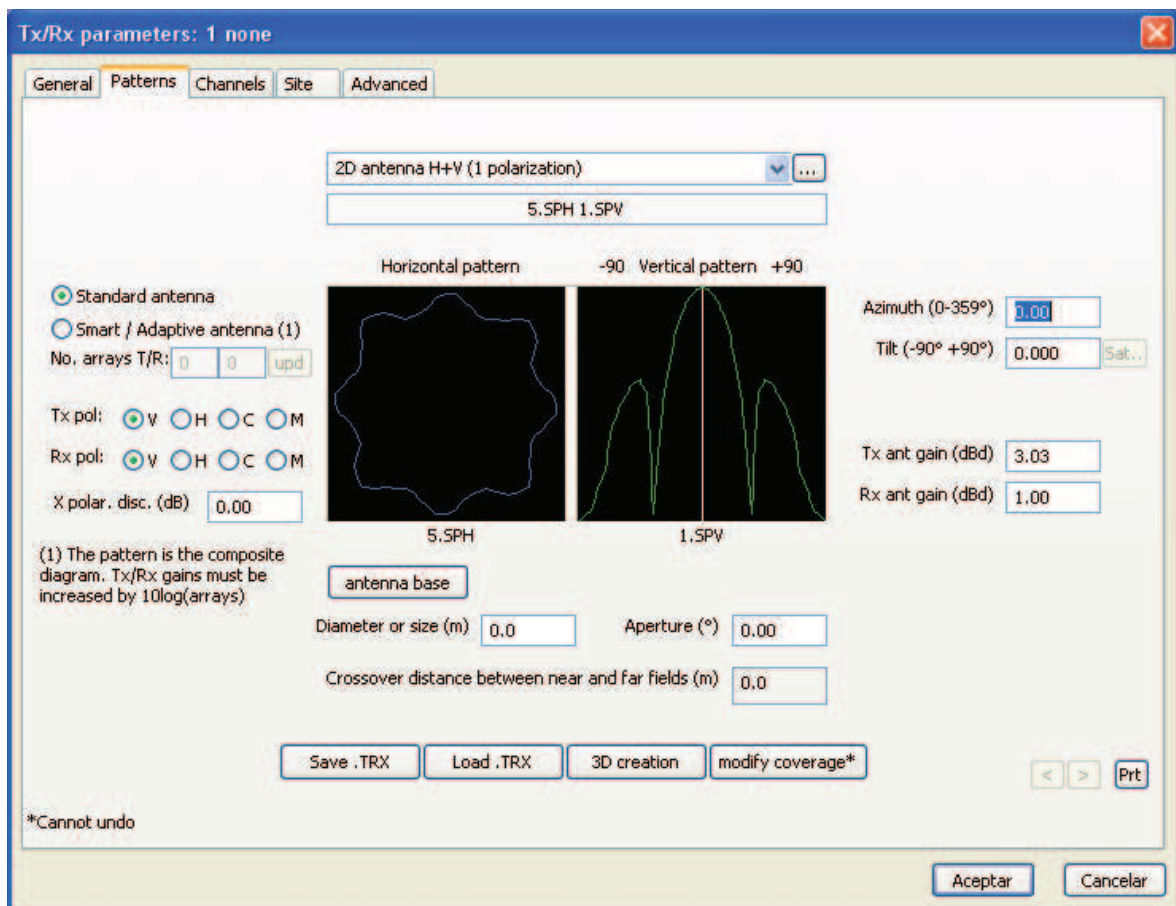 Tx/Rx parameters: 1 none
General Patterns Channels Site Advanced
2D antenna H+V (1 polarization) ...
5.SPH 1.SPV
Horizontal pattern -90 Vertical pattern +90
Standard antenna
Smart / Adaptive antenna (1)
No. arrays T/R: 0 0 upd
Tx pol: V H C M
Rx pol: V H C M
X polar. disc. (dB) 0.00
(1) The pattern is the composite
diagram. Tx/Rx gains must be
increased by 10log(arrays)
Azimuth (0-359°) 0.00
Tilt (-90° +90°) 0.000 Sat..
Tx ant gain (dBd) 3.03
Rx ant gain (dBd) 1.00
5.SPH 1.SPV
antenna base
Diameter or size (m) 0.0 Aperture (°) 0.00
Crossover distance between near and far fields (m) 0.0
Save .TRX Load .TRX 3D creation modify coverage*
< > Prt
*Cannot undo
Aceptar Cancelar